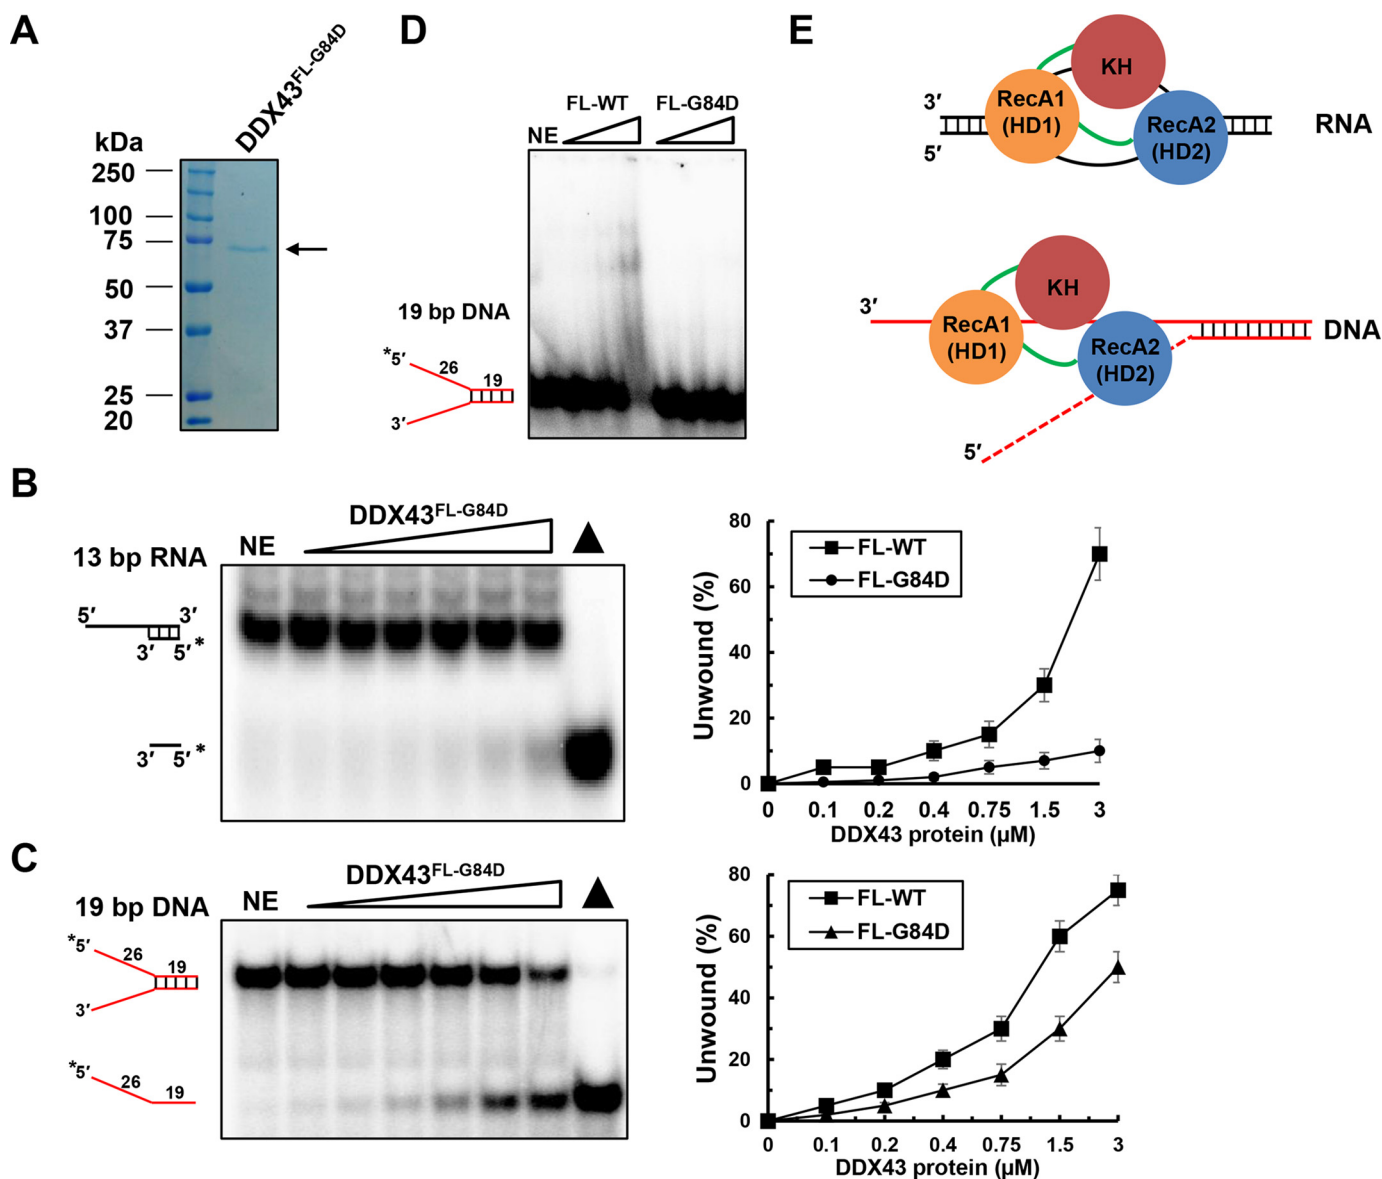 A
DDX43FL-G84D
kDa
250
100
75
50
37
25
20
D
FL-WT FL-G84D
NE
19 bp DNA
*5′
26
19
3′
E
KH
RecA1
(HD1)
RecA2
(HD2)
3′
5′
RNA
KH
3′
RecA1
(HD1)
RecA2
(HD2)
DNA
5′
B
DDX43FL-G84D
NE
13 bp RNA
5′ 3′
3′ 5′*
3′ 5′*
80
60
40
20
0
Unwound (%)
FL-WT
FL-G84D
0 0.1 0.2 0.4 0.75 1.5 3
DDX43 protein (µM)
C
DDX43FL-G84D
NE
19 bp DNA
*5′
26
19
3′
*5′
26
19
80
60
40
20
0
Unwound (%)
FL-WT
FL-G84D
0 0.1 0.2 0.4 0.75 1.5 3
DDX43 protein (µM)